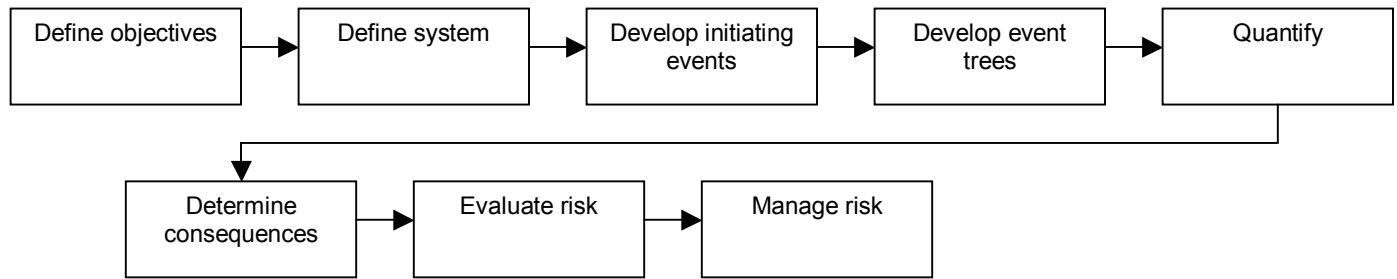 Define objectives
Define system
Develop initiating
events
Develop event
trees
Quantify
Determine
consequences
Evaluate risk
Manage risk